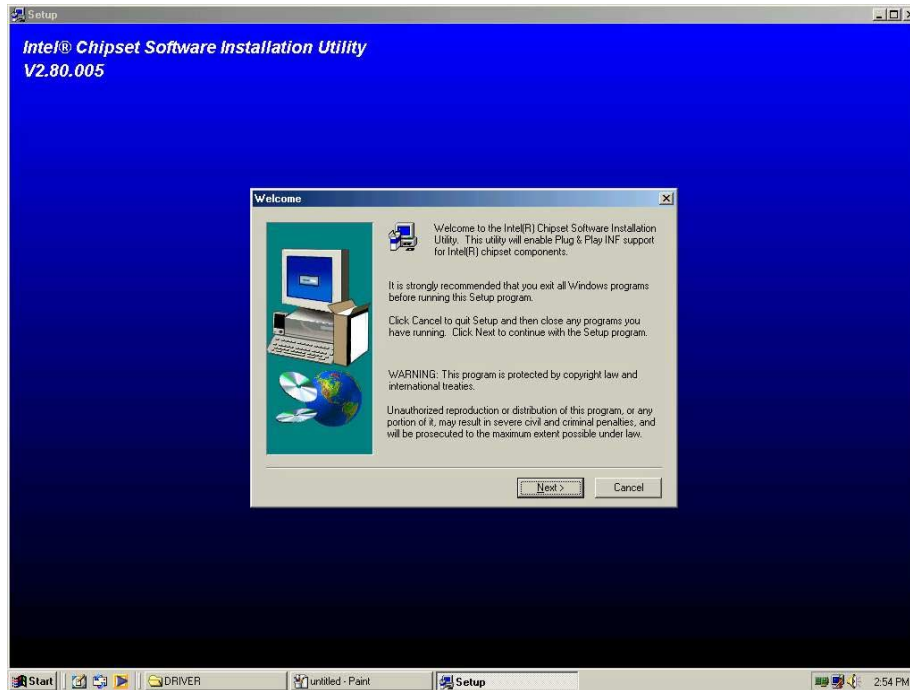 Setup
Intel® Chipset Software Installation Utility
V2.80.005
Welcome
Welcome to the Intel(R) Chipset Software Installation
Utility. This utility will enable Plug & Play INF support
for Intel(R) chipset components.
It is strongly recommended that you exit all Windows programs
before running this Setup program.
Click Cancel to quit Setup and then close any programs you
have running. Click Next to continue with the Setup program.
WARNING: This program is protected by copyright law and
international treaties.
Unauthorized reproduction or distribution of this program, or any
portion of it, may result in severe civil and criminal penalties, and
will be prosecuted to the maximum extent possible under law.
Next >
Cancel
Start
DRIVER
untitled - Paint
Setup
2:54 PM